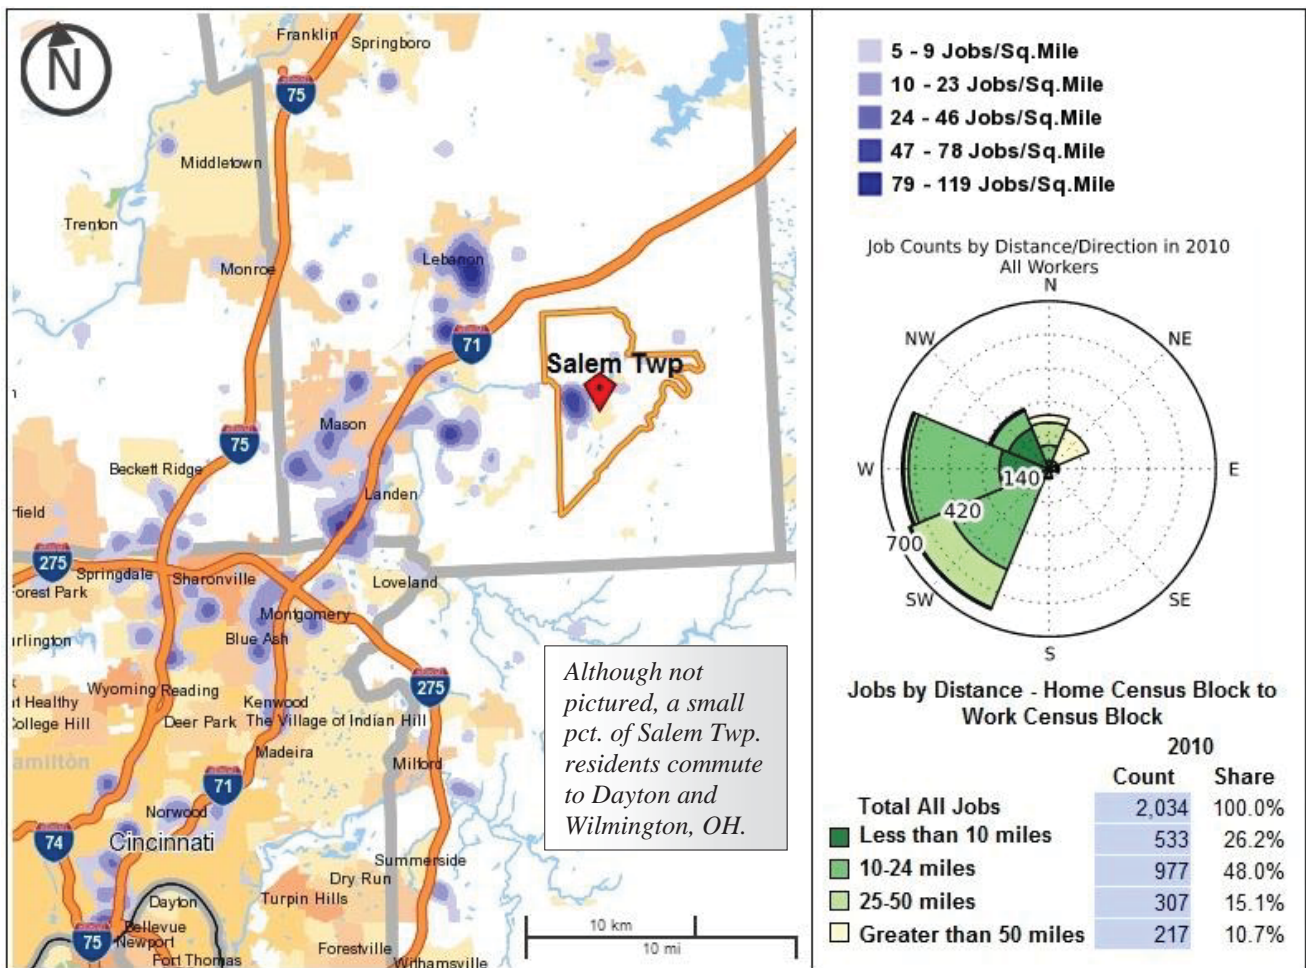 N
Franklin
Springboro
75
Middletown
Trenton
Monroe
Lebanon
71
Salem Twp
Mason
75
Beckett Ridge
Landen
field
275
Springdale
Sharonville
Forest Park
Loveland
Montgomery
Blue Ash
urlington
Wyoming
Reading
Kenwood
275
nt Healthy
College Hill
Deer Park
The Village of Indian Hill
amilton
Madeira
Milford
71
Norwood
74
Cincinnati
Summerside
Dry Run
Dayton
Turpin Hills
Bellevue
75
Newport
Fort Thomas
Forestville
Withamsville
10 km
10 mi
Although not
pictured, a small
pct. of Salem Twp.
residents commute
to Dayton and
Wilmington, OH.
5 - 9 Jobs/Sq.Mile
10 - 23 Jobs/Sq.Mile
24 - 46 Jobs/Sq.Mile
47 - 78 Jobs/Sq.Mile
79 - 119 Jobs/Sq.Mile
Job Counts by Distance/Direction in 2010
All Workers
N
NW
NE
W
E
140
420
700
SW
SE
S
Jobs by Distance - Home Census Block to
Work Census Block
2010
Count Share
Total All Jobs 2,034 100.0%
Less than 10 miles 533 26.2%
10-24 miles 977 48.0%
25-50 miles 307 15.1%
Greater than 50 miles 217 10.7%